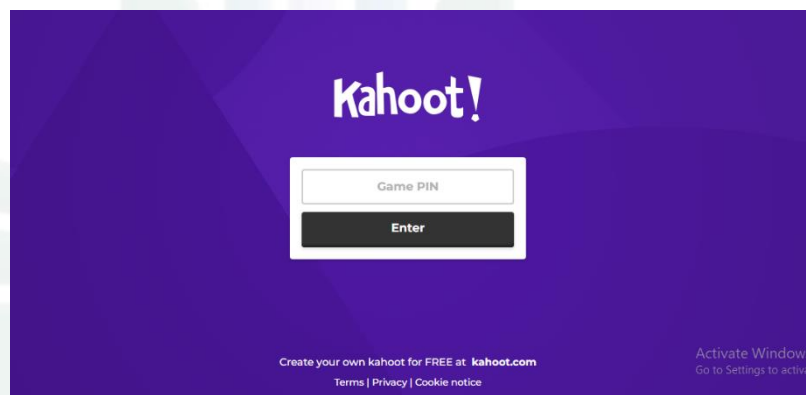 Kahoot!
Game PIN
Enter
Create your own kahoot for FREE at kahoot.com
Terms | Privacy | Cookie notice
Activate Window
Go to Settings to activa